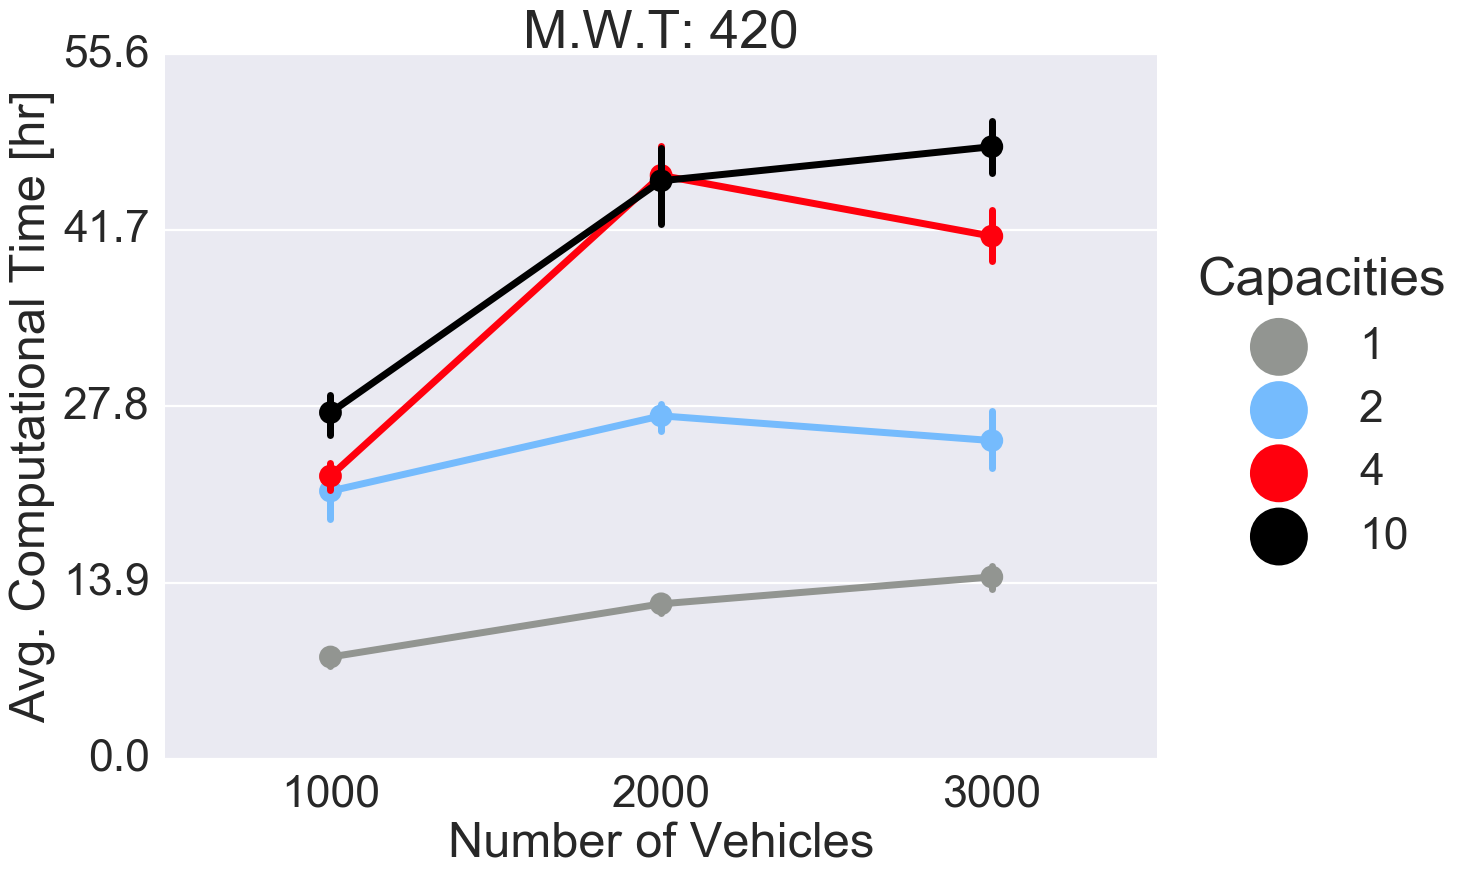 M.W.T: 420
55.6
41.7
27.8
13.9
0.0
Avg. Computational Time [hr]
1000 2000 3000
Number of Vehicles
Capacities
1
2
4
10